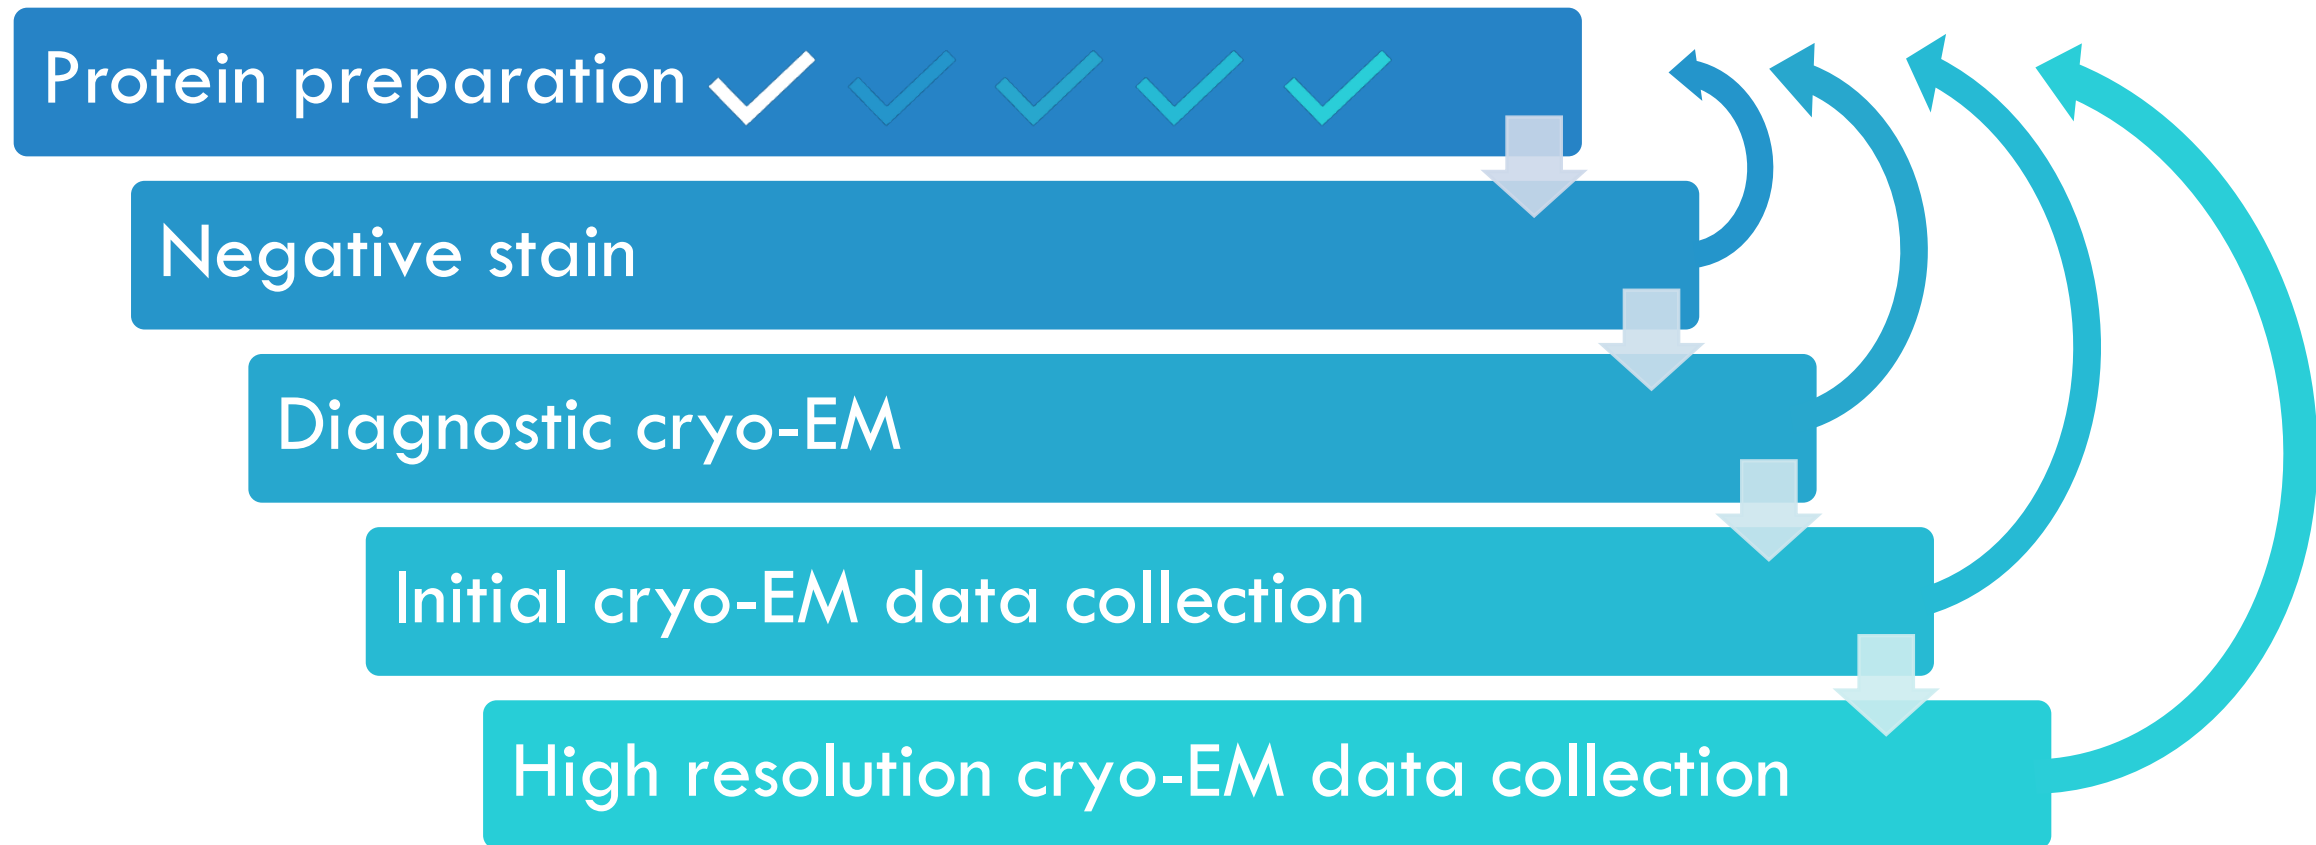 Protein preparation
Negative stain
Diagnostic cryo-EM
Initial cryo-EM data collection
High resolution cryo-EM data collection